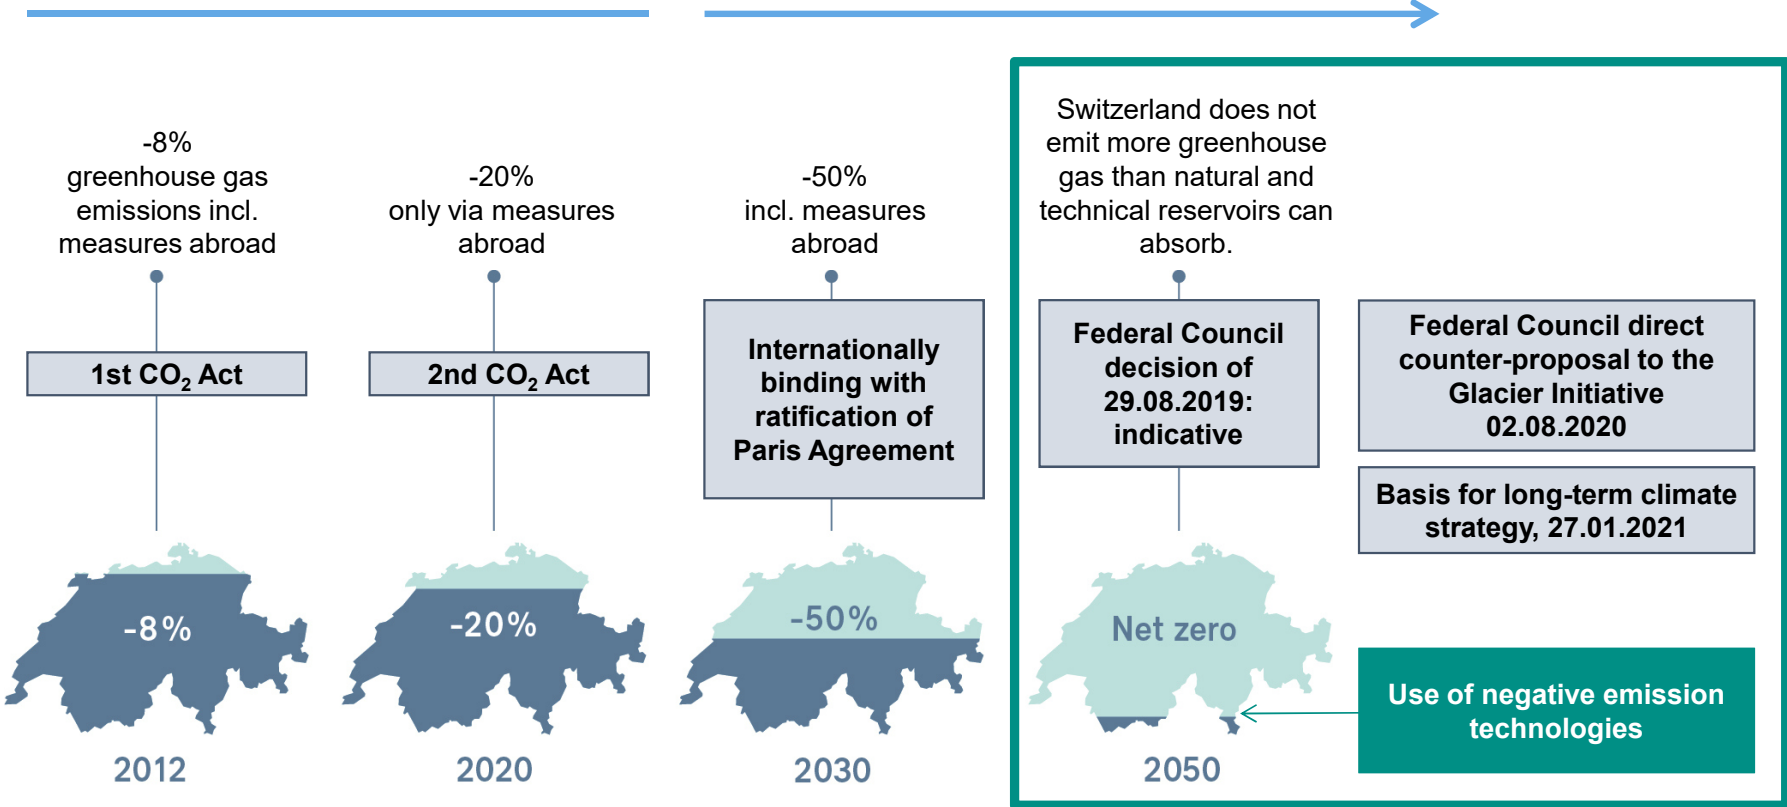 -8%
greenhouse gas
emissions incl.
measures abroad
1st CO₂ Act
-8%
2012
-20%
only via measures
abroad
2nd CO₂ Act
-20%
2020
-50%
incl. measures
abroad
Internationally
binding with
ratification of
Paris Agreement
-50%
2030
Switzerland does not
emit more greenhouse
gas than natural and
technical reservoirs can
absorb.
Federal Council
decision of
29.08.2019:
indicative
Net zero
2050
Federal Council direct
counter-proposal to the
Glacier Initiative
02.08.2020
Basis for long-term climate
strategy, 27.01.2021
Use of negative emission
technologies